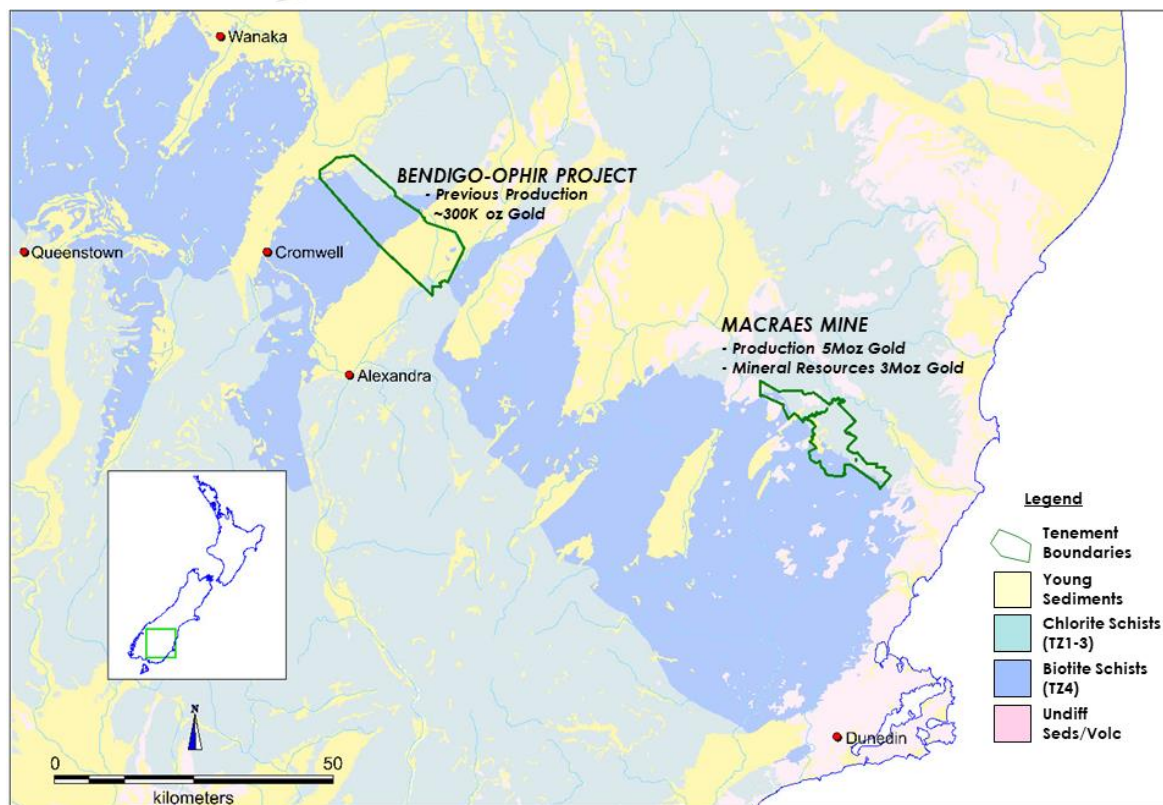 Wanaka
BENDIGO-OPHIR PROJECT
- Previous Production
~300K oz Gold
Queenstown
Cromwell
MACRAES MINE
- Production 5Moz Gold
- Mineral Resources 3Moz Gold
Alexandra
Legend
Tenement
Boundaries
Young
Sediments
Chlorite Schists
(TZ1-3)
Biotite Schists
(TZ4)
Undiff
Seds/Volc
N
Dunedin
0
50
kilometers